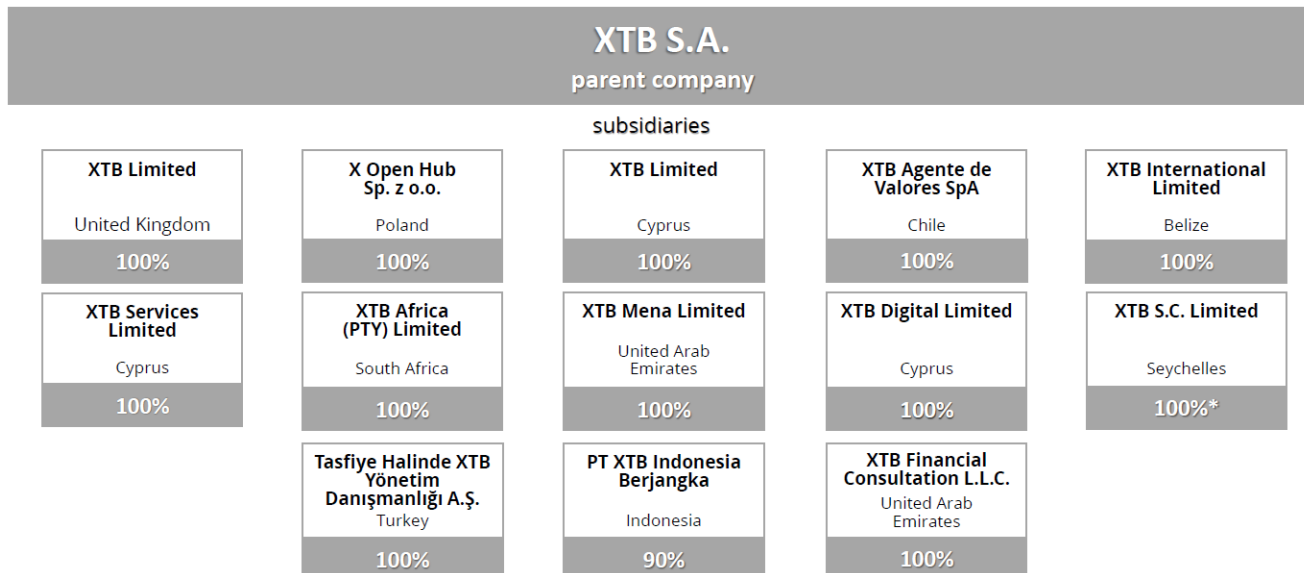 XTB S.A.
parent company
subsidiaries
XTB Limited
United Kingdom
100%
X Open Hub
Sp. z o.o.
Poland
100%
XTB Limited
Cyprus
100%
XTB Agente de
Valores SpA
Chile
100%
XTB International
Limited
Belize
100%
XTB Services
Limited
Cyprus
100%
XTB Africa
(PTY) Limited
South Africa
100%
XTB Mena Limited
United Arab
Emirates
100%
XTB Digital Limited
Cyprus
100%
XTB S.C. Limited
Seychelles
100%*
Tasfiye Halinde XTB
Yönetim
Danışmanlığı A.Ş.
Turkey
100%
PT XTB Indonesia
Berjangka
Indonesia
90%
XTB Financial
Consultation L.L.C.
United Arab
Emirates
100%